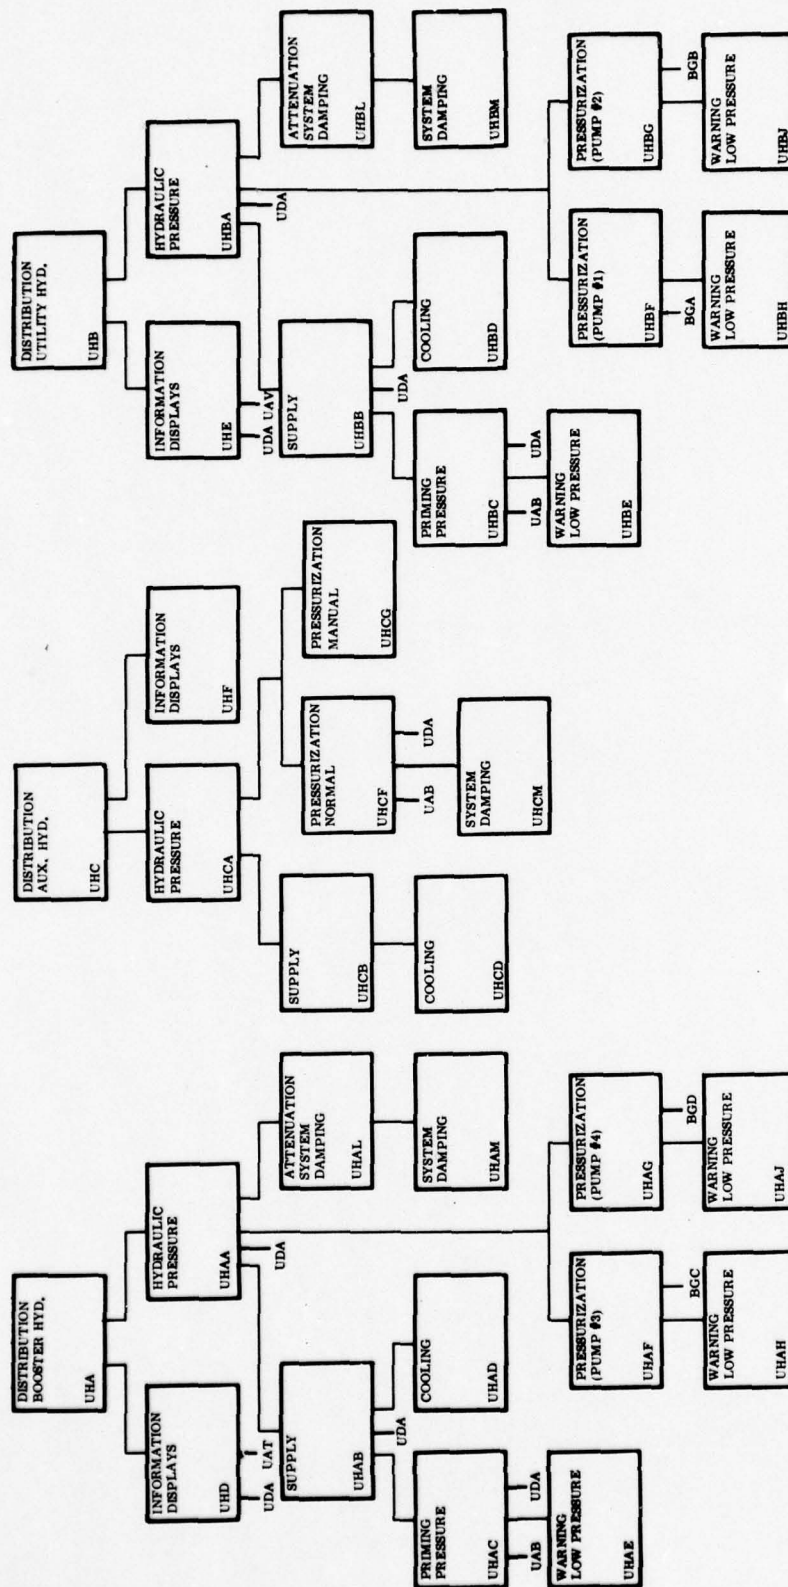 DISTRIBUTION
BOOSTER HYD.
UHA
INFORMATION
DISPLAYS
UHD
UDA
UAT
HYDRAULIC
PRESSURE
UHAA
UDA
SUPPLY
UHAB
UDA
ATTENUATION
SYSTEM
DAMPING
UHAL
PRIMING
PRESSURE
UHAC
UAB
UDA
COOLING
UHAD
SYSTEM
DAMPING
UHAM
WARNING
LOW PRESSURE
UHAE
PRESSURIZATION
(PUMP #3)
UHAF
BGC
PRESSURIZATION
(PUMP #4)
UHAG
BGD
WARNING
LOW PRESSURE
UHAH
WARNING
LOW PRESSURE
UHAJ
DISTRIBUTION
AUX. HYD.
UHC
HYDRAULIC
PRESSURE
UHCA
INFORMATION
DISPLAYS
UHF
SUPPLY
UHCB
PRESSURIZATION
NORMAL
UHCF
UAB
UDA
PRESSURIZATION
MANUAL
UHCG
COOLING
UHCD
SYSTEM
DAMPING
UHCM
DISTRIBUTION
UTILITY HYD.
UHB
INFORMATION
DISPLAYS
UHE
UDA UAV
HYDRAULIC
PRESSURE
UHBA
UDA
SUPPLY
UHBB
UDA
ATTENUATION
SYSTEM
DAMPING
UHBL
PRIMING
PRESSURE
UHBC
UAB
UDA
COOLING
UHBD
SYSTEM
DAMPING
UHBM
WARNING
LOW PRESSURE
UHBE
PRESSURIZATION
(PUMP #1)
UHBF
BGA
PRESSURIZATION
(PUMP #2)
UHBG
BGB
WARNING
LOW PRESSURE
UHBH
WARNING
LOW PRESSURE
UHBJ